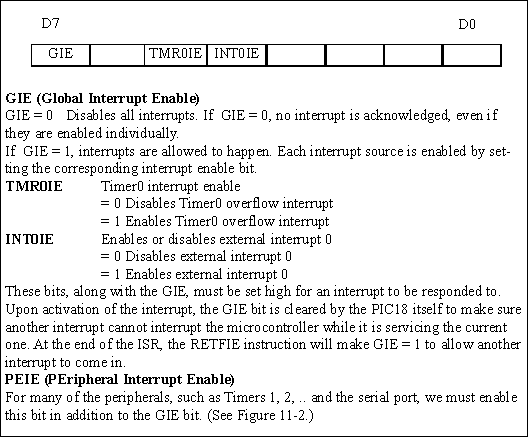 D7 D0
GIE TMR0IE INT0IE
GIE (Global Interrupt Enable)
GIE = 0 Disables all interrupts. If GIE = 0, no interrupt is acknowledged, even if
they are enabled individually.
If GIE = 1, interrupts are allowed to happen. Each interrupt source is enabled by set-
ting the corresponding interrupt enable bit.
TMR0IE Timer0 interrupt enable
= 0 Disables Timer0 overflow interrupt
= 1 Enables Timer0 overflow interrupt
INT0IE Enables or disables external interrupt 0
= 0 Disables external interrupt 0
= 1 Enables external interrupt 0
These bits, along with the GIE, must be set high for an interrupt to be responded to.
Upon activation of the interrupt, the GIE bit is cleared by the PIC18 itself to make sure
another interrupt cannot interrupt the microcontroller while it is servicing the current
one. At the end of the ISR, the RETFIE instruction will make GIE = 1 to allow another
interrupt to come in.
PEIE (PEripheral Interrupt Enable)
For many of the peripherals, such as Timers 1, 2, .. and the serial port, we must enable
this bit in addition to the GIE bit. (See Figure 11-2.)